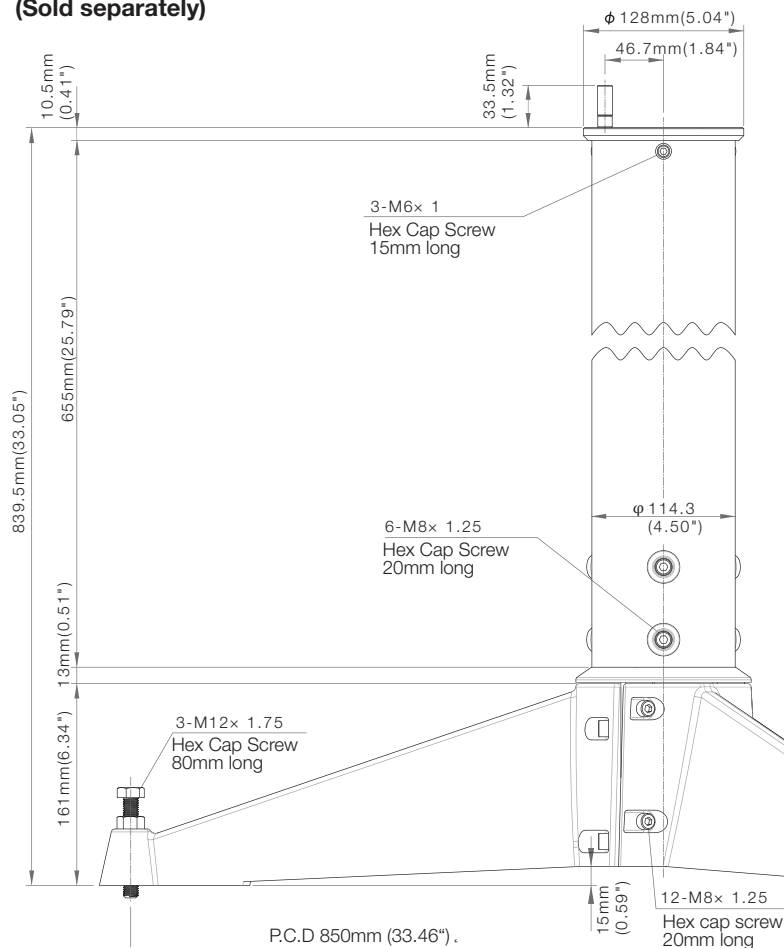 (Sold separately)
φ 128mm(5.04")
46.7mm(1.84")
10.5mm
(0.41")
33.5mm
(1.32")
3-M6× 1
Hex Cap Screw
15mm long
655mm(25.79")
839.5mm(33.05")
φ 114.3
(4.50")
6-M8× 1.25
Hex Cap Screw
20mm long
13mm(0.51")
161mm(6.34")
3-M12× 1.75
Hex Cap Screw
80mm long
15mm
(0.59")
12-M8× 1.25
Hex cap screw
20mm long
P.C.D 850mm (33.46“) .